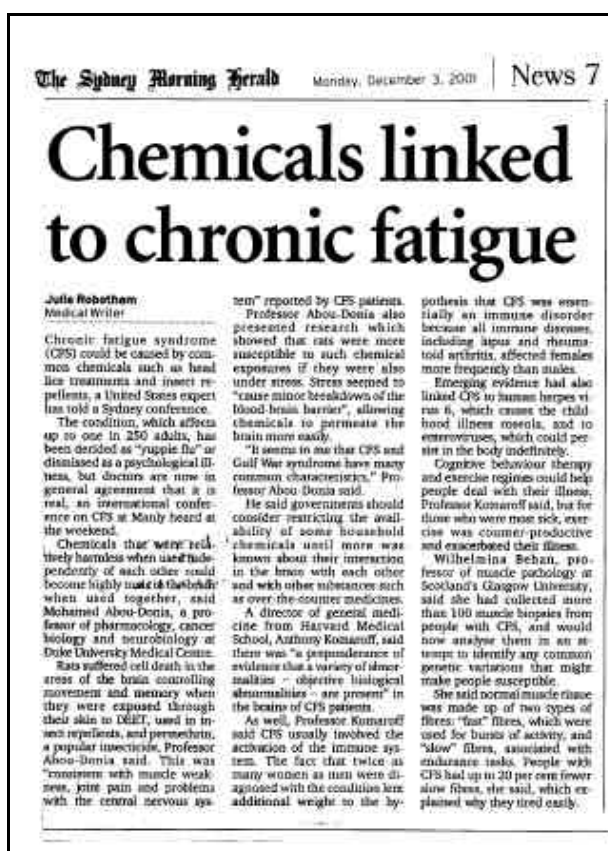 The Sydney Morning Herald
Monday, December 3, 2001
News 7
Chemicals linked
to chronic fatigue
Julie Robotham
Medical Writer
Chronic fatigue syndrome
(CFS) could be caused by com-
mon chemicals such as head
lice treatments and insect re-
pellents, a United States expert
has told a Sydney conference.
The condition, which affects
up to one in 250 adults, has
been derided as "yuppie flu" or
dismissed as a psychological ill-
ness, but doctors are now in
general agreement that it is
real, an international confer-
ence on CFS at Manly heard at
the weekend.
Chemicals that were rela-
tively harmless when used inde-
pendently of each other could
become highly to the
when used together, said
Mohamed Abou-Donia, a pro-
fessor of pharmacology, cancer
biology and neurobiology at
Duke University Medical Centre.
Rats suffered cell death in the
areas of the brain controlling
movement and memory when
they were exposed through
their skin to DEET, used in in-
sect repellents, and permethrin,
a popular insecticide, Professor
Abou-Donia said. This was
"consistent with muscle weak-
ness, joint pain and problems
with the central nervous sys-
tem" reported by CFS patients.
Professor Abou-Donia also
presented research which
showed that rats were more
susceptible to such chemical
exposures if they were also
under stress. Stress seemed to
"cause minor breakdown of the
blood-brain barrier", allowing
chemicals to permeate the
brain more easily.
"It seems to me that CFS and
Gulf War syndrome have many
common characteristics," Pro-
fessor Abou-Donia said.
He said governments should
consider restricting the avail-
ability of some household
chemicals until more was
known about their interaction
in the human with each other
and with other substances such
as over-the-counter medicines.
A director of general medi-
cine from Harvard Medical
School, Anthony Komaroff, said
there was "a preponderance of
evidence that a variety of abnor-
malities – objective biological
abnormalities – are present" in
the brains of CFS patients.
As well, Professor Komaroff
said CFS usually involved the
activation of the immune sys-
tem. The fact that twice as
many women as men were di-
agnosed with the condition lent
additional weight to the hy-
pothesis that CFS was essen-
tially an immune disorder
because all immune diseases,
including lupus and rheuma-
toid arthritis, affected females
more frequently than males.
Emerging evidence had also
linked CFS to human herpes vi-
rus 6, which causes the child-
hood illness roseola, and to
enteroviruses, which could per-
sist in the body indefinitely.
Cognitive behaviour therapy
and exercise regimes could help
people deal with their illness,
Professor Komaroff said, but for
those who were most sick, exer-
cise was counter-productive
and exacerbated their illness.
Wilhelmina Behan, pro-
fessor of muscle pathology at
Scotland's Glasgow University,
said she had collected more
than 100 muscle biopsies from
people with CFS, and would
now analyse them in an at-
tempt to identify any common
genetic variations that might
make people susceptible.
She said normal muscle tissue
was made up of two types of
fibres: "fast" fibres, which were
used for bursts of activity, and
"slow" fibres, associated with
endurance tasks. People with
CFS had up to 20 per cent fewer
slow fibres, she said, which ex-
plained why they tired easily.